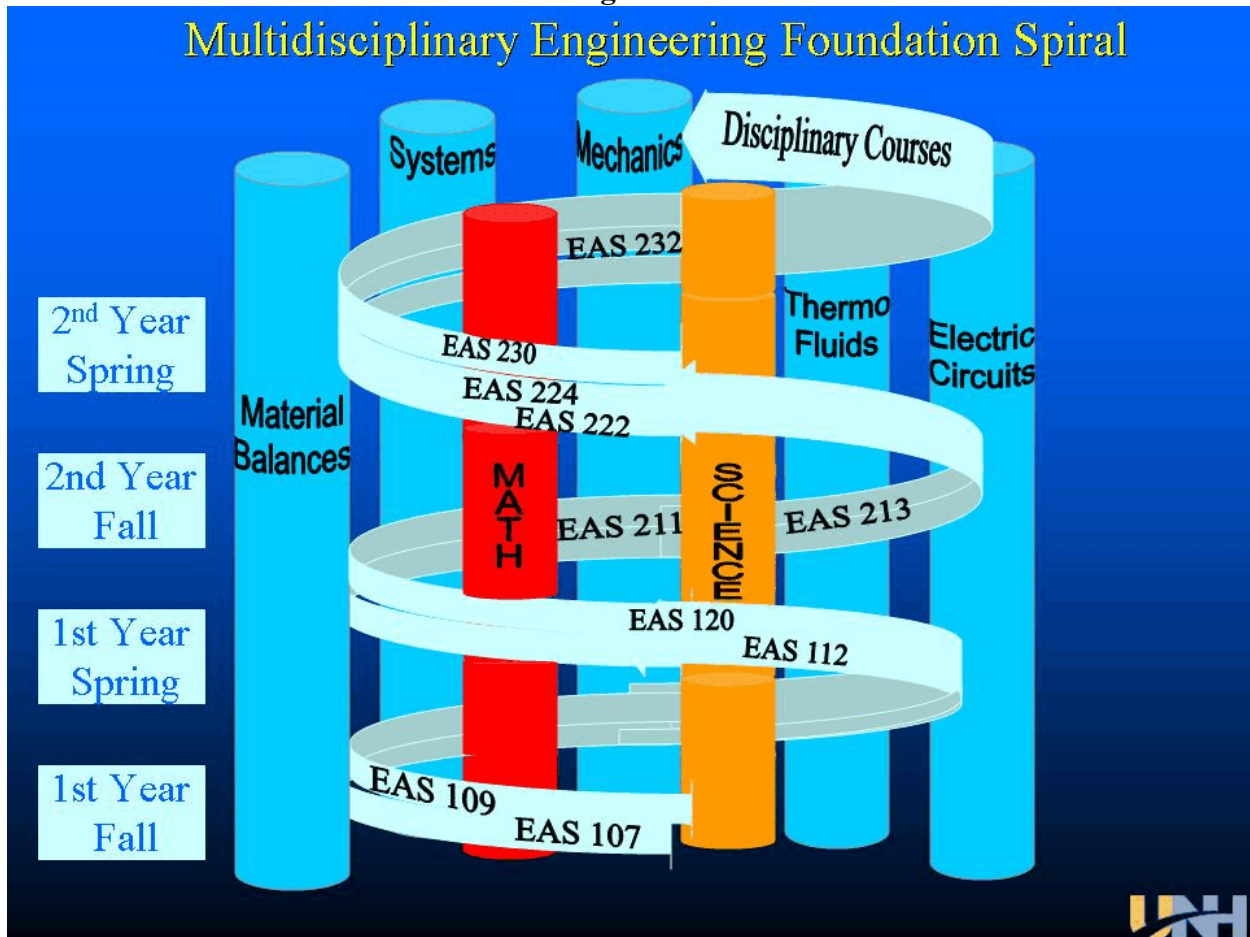 Multidisciplinary Engineering Foundation Spiral
Disciplinary Courses
Systems
Mechanics
EAS 232
2nd Year
Spring
Thermo
Fluids
Electric
Circuits
EAS 230
EAS 224
EAS 222
Material
Balances
2nd Year
Fall
MATH
SCIENCE
EAS 211
EAS 213
1st Year
Spring
EAS 120
EAS 112
1st Year
Fall
EAS 109
EAS 107
UNH